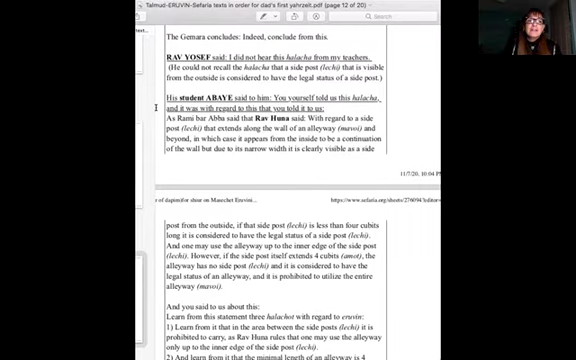 Talmud-ERUVIN-Sefaria texts in order for dad's first yahrzeit.pdf (page 12 of 20)
Search
The Gemara concludes: Indeed, conclude from this.
RAV YOSEF said: I did not hear this halacha from my teachers.
(He could not recall the halacha that a side post (lechi) that is visible
from the outside is considered to have the legal status of a side post.)
His student ABAYE said to him: You yourself told us this halacha,
and it was with regard to this that you told it to us:
As Rami bar Abba said that Rav Huna said: With regard to a side
post (lechi) that extends along the wall of an alleyway (mavoi) and
beyond, in which case it appears from the inside to be a continuation
of the wall but due to its narrow width it is clearly visible as a side
11/7/20, 10:04 PM
r of dapim)for shiur on Masechet Eruvin
https://www.sefaria.org/sheets/276094?editor=
post from the outside, if that side post (lechi) is less than four cubits
long it is considered to have the legal status of a side post (lechi).
And one may use the alleyway up to the inner edge of the side post
(lechi). However, if the side post itself extends 4 cubits (amot), the
alleyway has no side post (lechi) and it is considered to have the
legal status of an alleyway, and it is prohibited to utilize the entire
alleyway (mavoi).
And you said to us about this:
Learn from this statement three halachot with regard to eruvin:
1) Learn from it that in the area between the side posts (lechi) it is
prohibited to carry, as Rav Huna rules that one may use the alleyway
only up to the inner edge of the side post (lechi).
2) And learn from it that the minimal length of an alleyway is 4